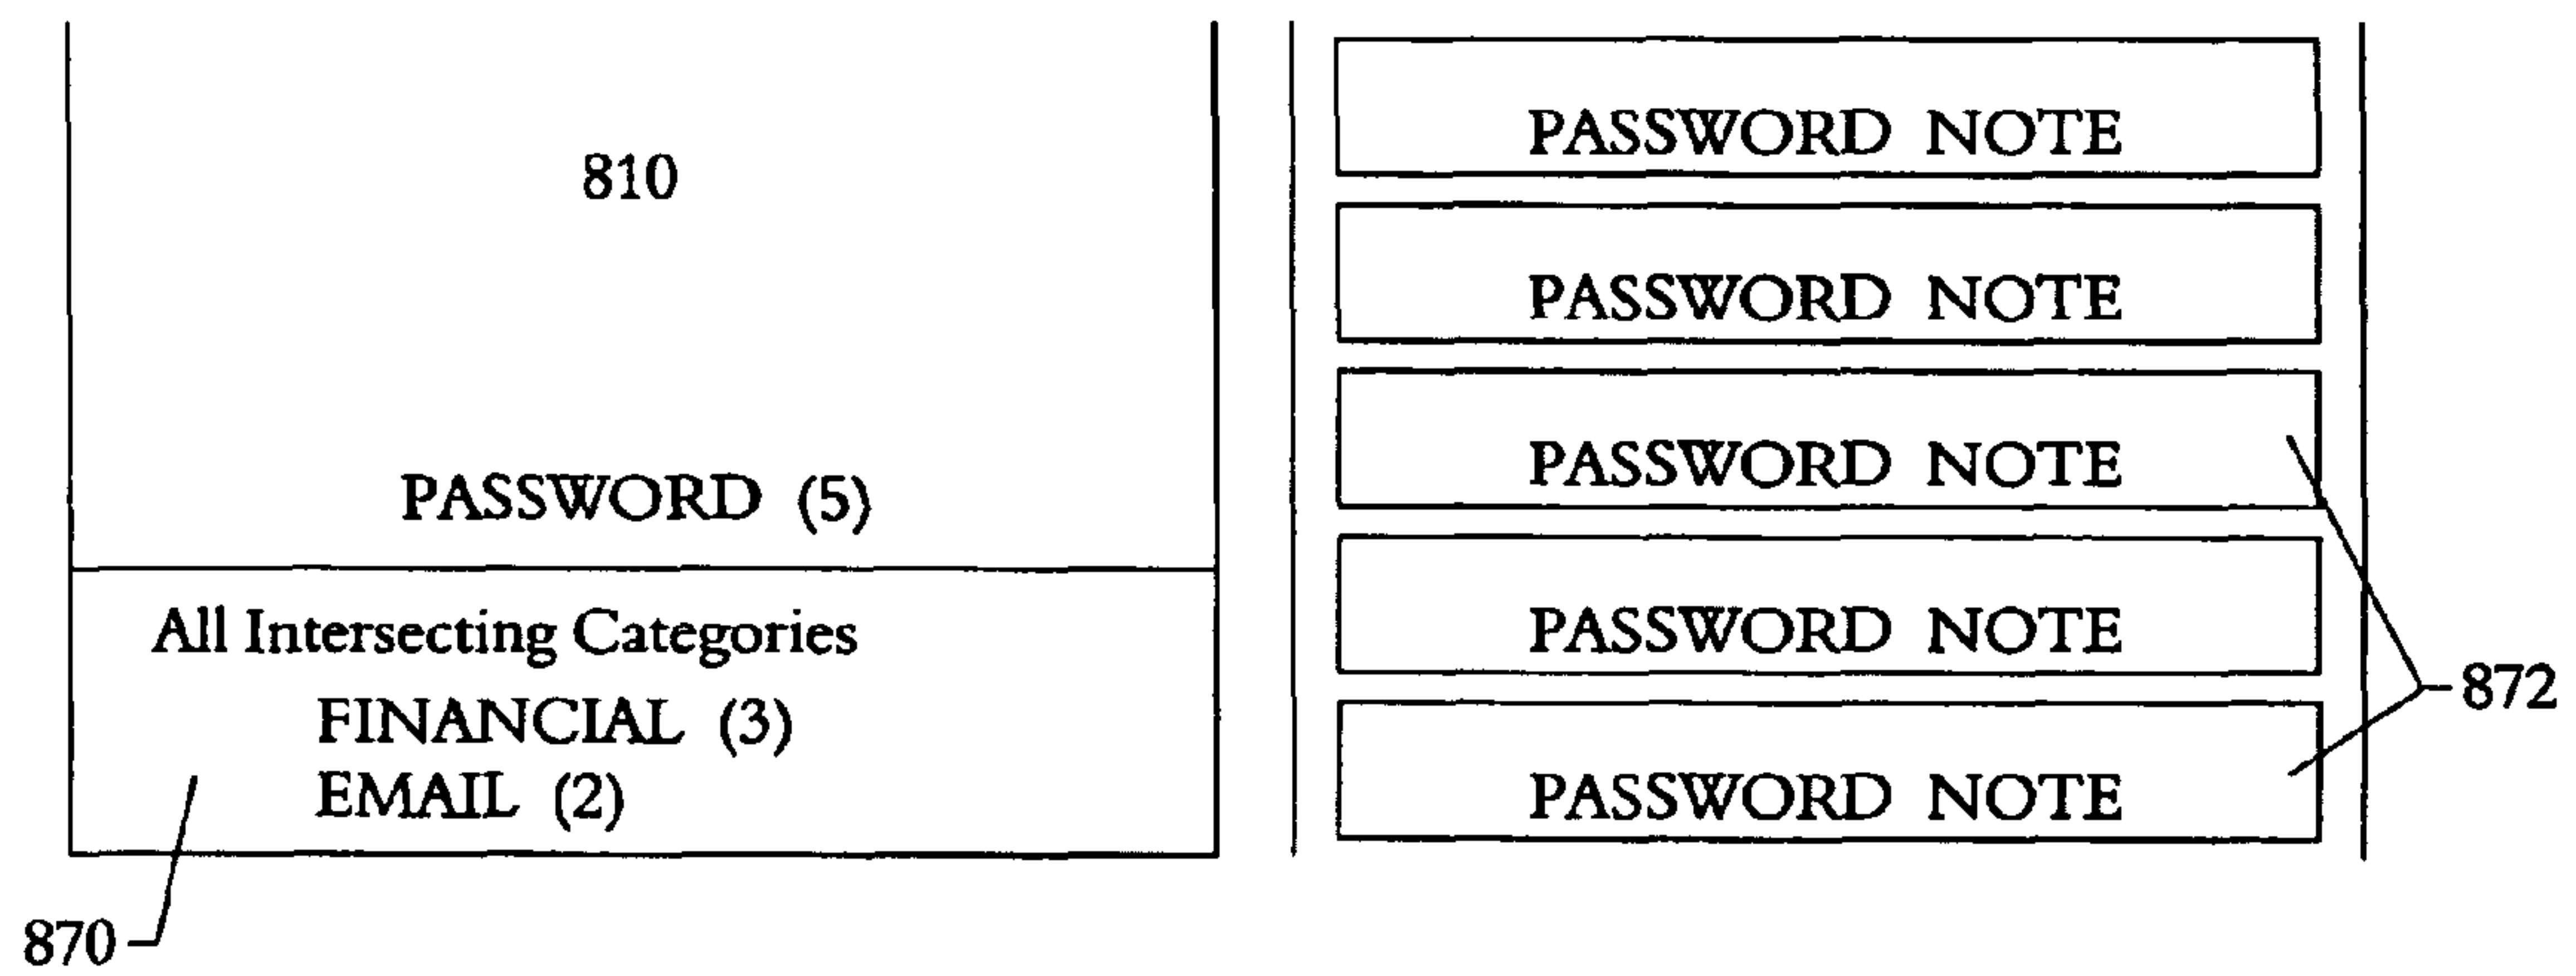 810
PASSWORD (5)
All Intersecting Categories
FINANCIAL (3)
EMAIL (2)
870
PASSWORD NOTE
PASSWORD NOTE
PASSWORD NOTE
PASSWORD NOTE
PASSWORD NOTE
872